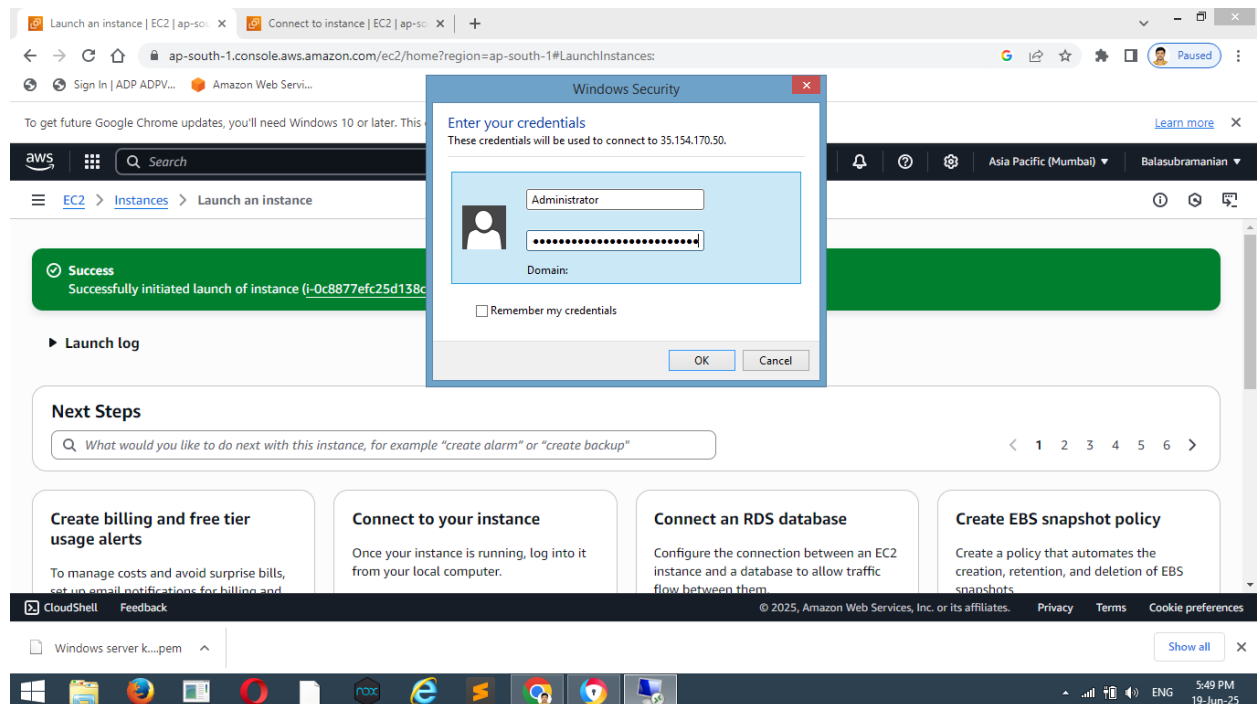 Launch an instance | EC2 | ap-sou
Connect to instance | EC2 | ap-so
ap-south-1.console.aws.amazon.com/ec2/home?region=ap-south-1#LaunchInstances:
Paused
Sign In | ADP ADPV...
Amazon Web Servi...
Windows Security
To get future Google Chrome updates, you'll need Windows 10 or later. This
Learn more
Enter your credentials
These credentials will be used to connect to 35.154.170.50.
aws
Search
Asia Pacific (Mumbai)
Balasubramanian
EC2 > Instances > Launch an instance
Administrator
Domain:
Remember my credentials
OK
Cancel
Success
Successfully initiated launch of instance (i-0c8877efc25d138c
Launch log
Next Steps
What would you like to do next with this instance, for example "create alarm" or "create backup"
1 2 3 4 5 6
Create billing and free tier
usage alerts
To manage costs and avoid surprise bills,
set up email notifications for billing and
Connect to your instance
Once your instance is running, log into it
from your local computer.
Connect an RDS database
Configure the connection between an EC2
instance and a database to allow traffic
flow between them.
Create EBS snapshot policy
Create a policy that automates the
creation, retention, and deletion of EBS
snapshots
CloudShell
Feedback
© 2025, Amazon Web Services, Inc. or its affiliates.
Privacy
Terms
Cookie preferences
Windows server k....pem
Show all
nox
ENG
5:49 PM
19-Jun-25